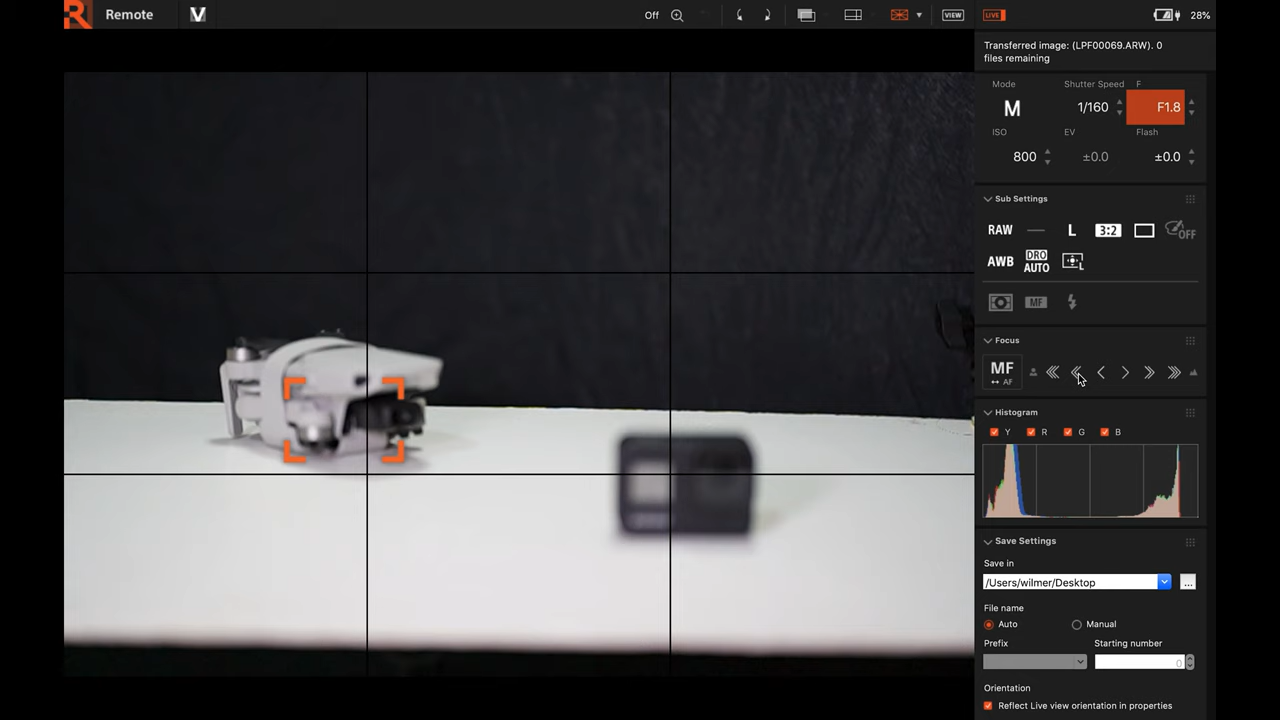 R Remote V Off VIEW LIVE 28%
Transferred image: (LPF00069.ARW). 0
files remaining
Mode Shutter Speed F
M 1/160 F1.8
ISO EV Flash
800 ±0.0 ±0.0
Sub Settings
RAW — L 3:2 OFF
AWB DRO AUTO L
MF
Focus
MF
↔ AF
Histogram
Y R G B
Save Settings
Save in
/Users/wilmer/Desktop ...
File name
Auto Manual
Prefix Starting number
0
Orientation
Reflect Live view orientation in properties